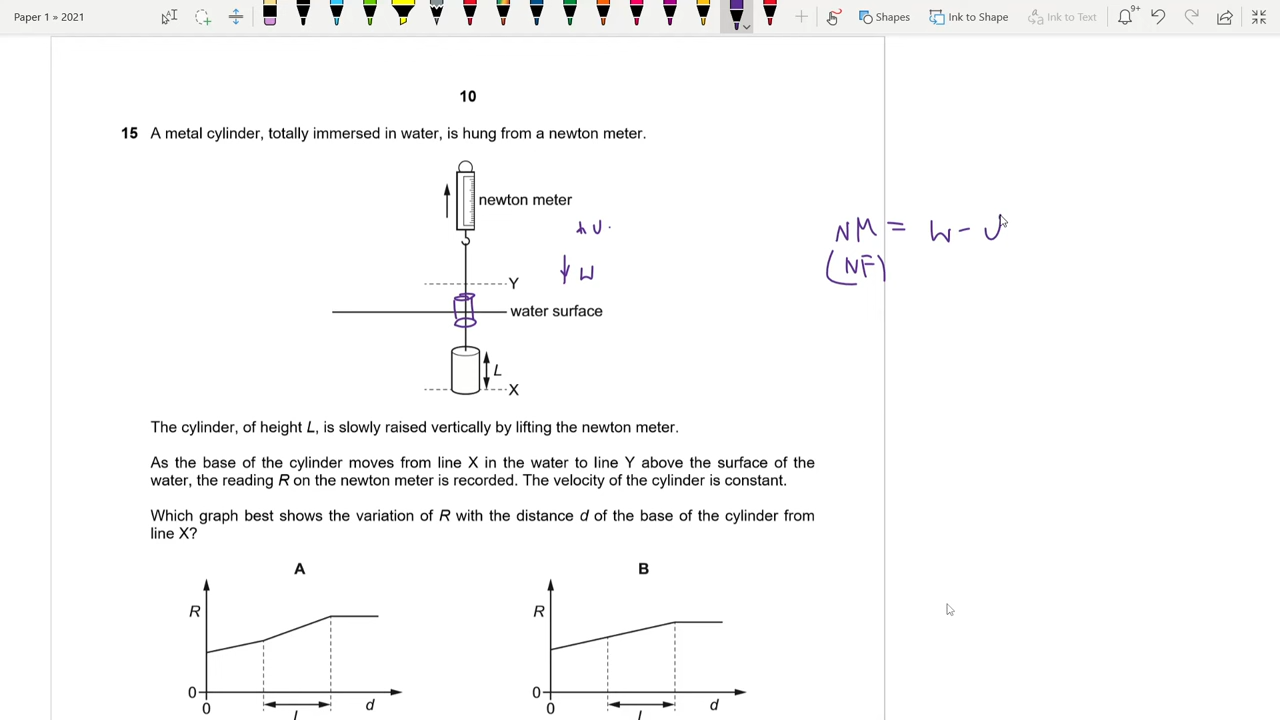 Paper 1 » 2021
Shapes
Ink to Shape
Ink to Text
9+
10
15 A metal cylinder, totally immersed in water, is hung from a newton meter.
newton meter
U
NM = W - U
W
(NF)
Y
water surface
L
X
The cylinder, of height L, is slowly raised vertically by lifting the newton meter.
As the base of the cylinder moves from line X in the water to line Y above the surface of the
water, the reading R on the newton meter is recorded. The velocity of the cylinder is constant.
Which graph best shows the variation of R with the distance d of the base of the cylinder from
line X?
A
B
R
R
0
0
0
L
d
0
L
d